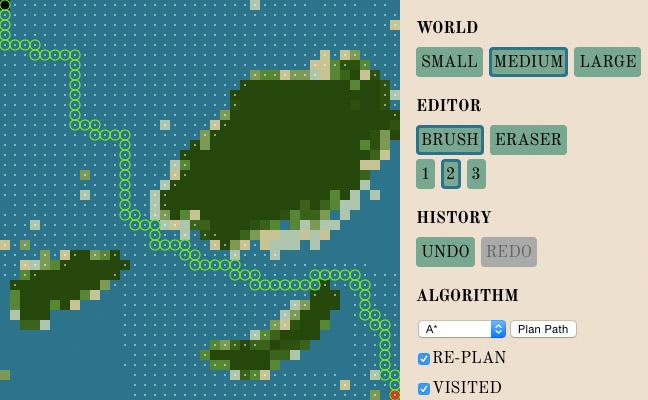 WORLD
SMALL MEDIUM LARGE
EDITOR
BRUSH ERASER
1 2 3
HISTORY
UNDO REDO
ALGORITHM
A* Plan Path
RE-PLAN
VISITED